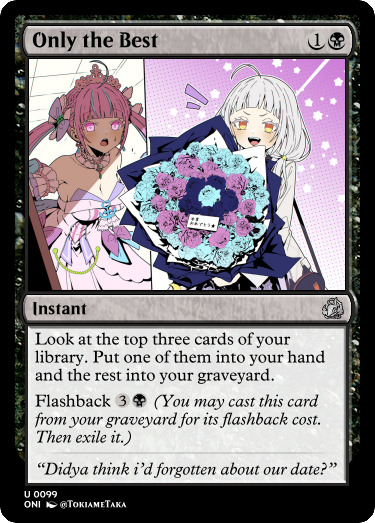 Only the Best 1
Instant
Look at the top three cards of your
library. Put one of them into your hand
and the rest into your graveyard.
Flashback 3 (You may cast this card
from your graveyard for its flashback cost.
Then exile it.)
“Didya think i’d forgotten about our date?”
U 0099
ONI @TokiameTaka